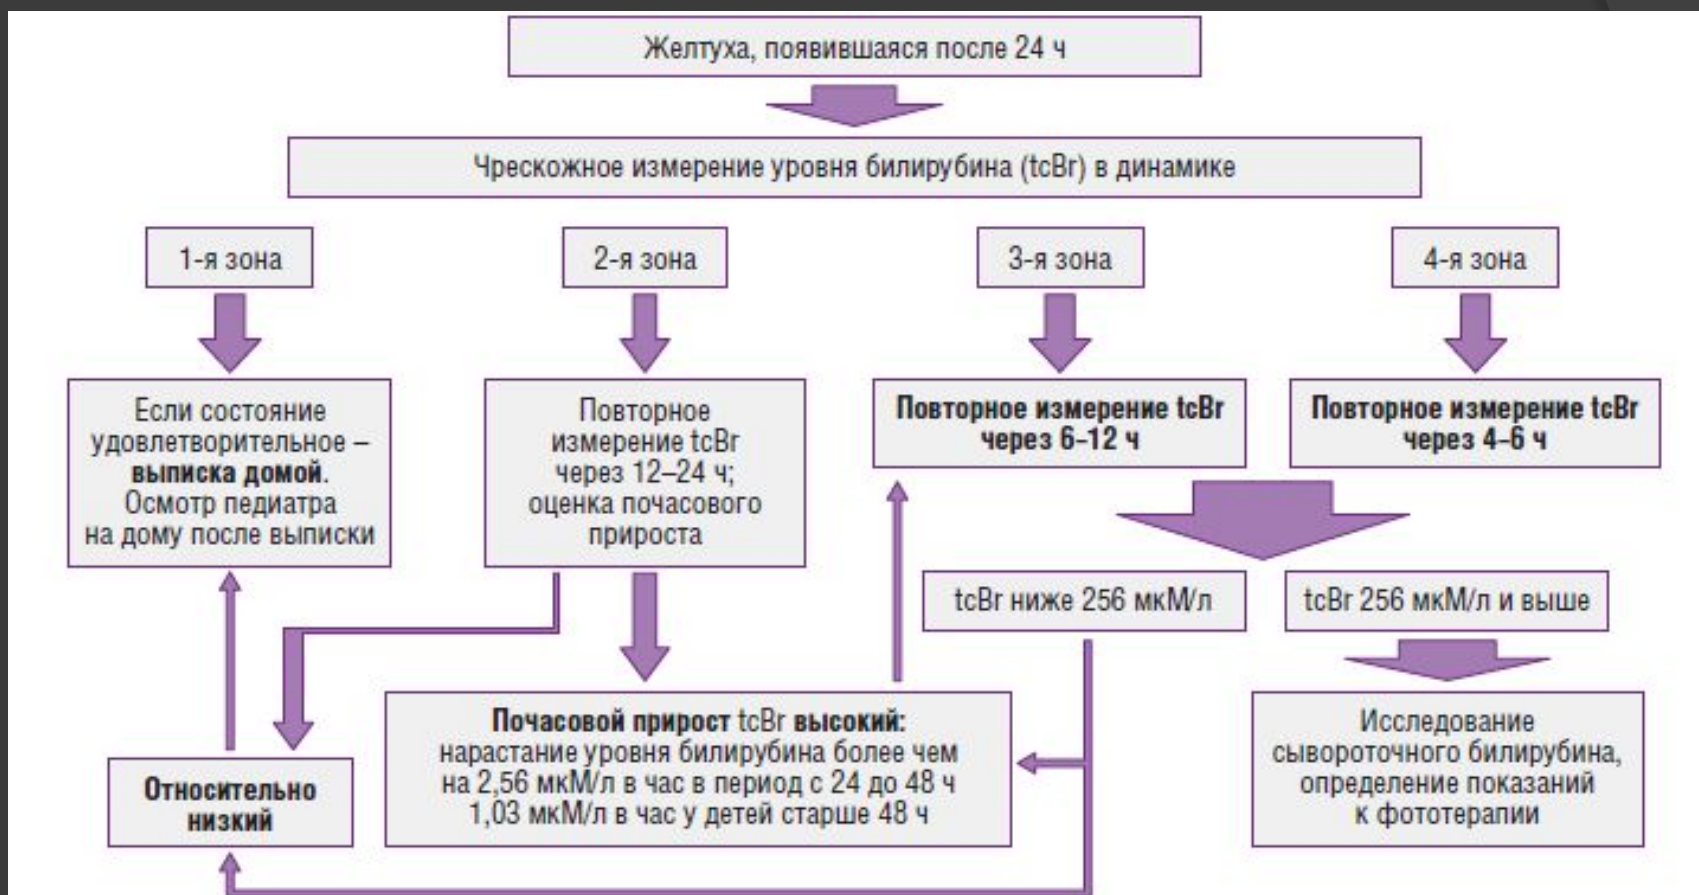 Желтуха, появившаяся после 24 ч
Чрескожное измерение уровня билирубина (tcBr) в динамике
1-я зона
2-я зона
3-я зона
4-я зона
Если состояние
удовлетворительное –
выписка домой.
Осмотр педиатра
на дому после выписки
Повторное
измерение tcBr
через 12–24 ч;
оценка почасового
прироста
Повторное измерение tcBr
через 6–12 ч
Повторное измерение tcBr
через 4–6 ч
tcBr ниже 256 мкМ/л
tcBr 256 мкМ/л и выше
Относительно
низкий
Почасовой прирост tcBr высокий:
нарастание уровня билирубина более чем
на 2,56 мкМ/л в час в период с 24 до 48 ч
1,03 мкМ/л в час у детей старше 48 ч
Исследование
сывороточного билирубина,
определение показаний
к фототерапии